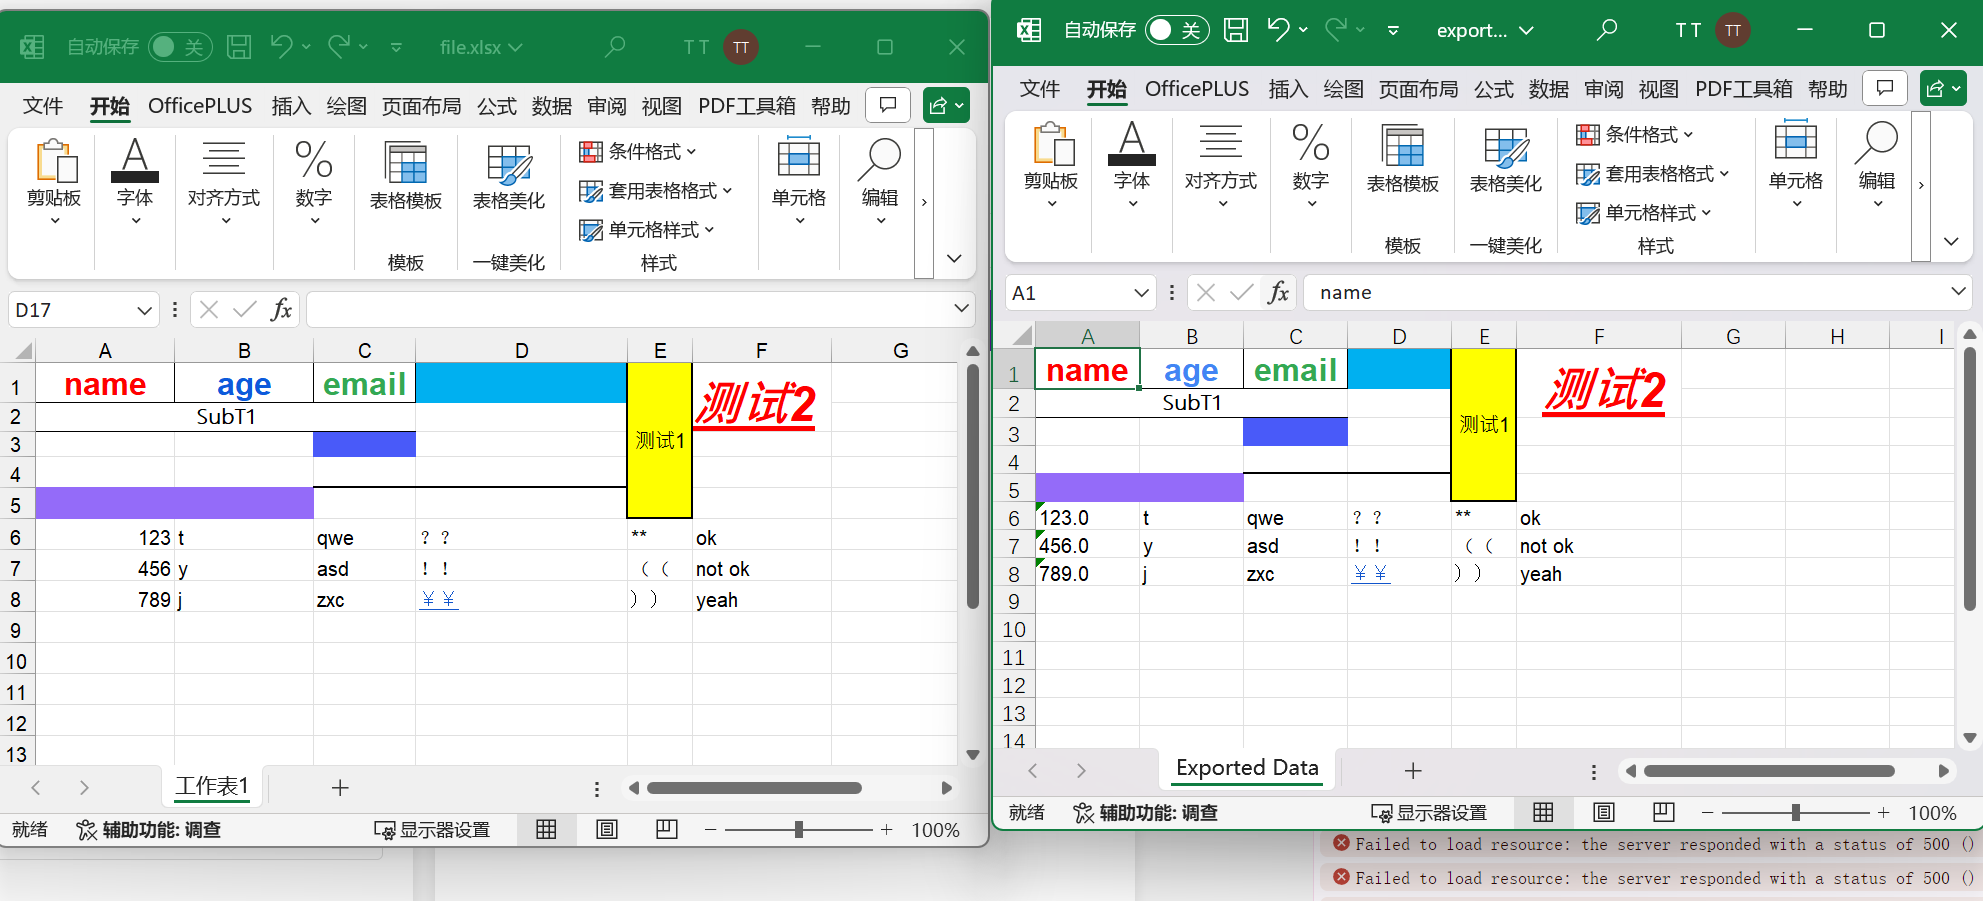 自动保存 关 file.xlsx T T TT
文件 开始 OfficePLUS 插入 绘图 页面布局 公式 数据 审阅 视图 PDF工具箱 帮助
剪贴板 字体 对齐方式 数字 表格模板 表格美化 条件格式 套用表格格式 单元格样式 单元格 编辑
模板 一键美化 样式
D17 fx
A B C D E F G
1 name age email 测试1 测试2
2 SubT1
3
4
5
6 123 t qwe ？？ ** ok
7 456 y asd ！！ （（ not ok
8 789 j zxc ￥￥ ）） yeah
9
10
11
12
13
工作表1
就绪 辅助功能: 调查 显示器设置 100%
自动保存 关 export... T T TT
文件 开始 OfficePLUS 插入 绘图 页面布局 公式 数据 审阅 视图 PDF工具箱 帮助
剪贴板 字体 对齐方式 数字 表格模板 表格美化 条件格式 套用表格格式 单元格样式 单元格 编辑
模板 一键美化 样式
A1 fx name
A B C D E F G H I
1 name age email 测试1 测试2
2 SubT1
3
4
5
6 123.0 t qwe ？？ ** ok
7 456.0 y asd ！！ （（ not ok
8 789.0 j zxc ￥￥ ）） yeah
9
10
11
12
13
14
Exported Data
就绪 辅助功能: 调查 显示器设置 100%
Failed to load resource: the server responded with a status of 500 ()
Failed to load resource: the server responded with a status of 500 ()